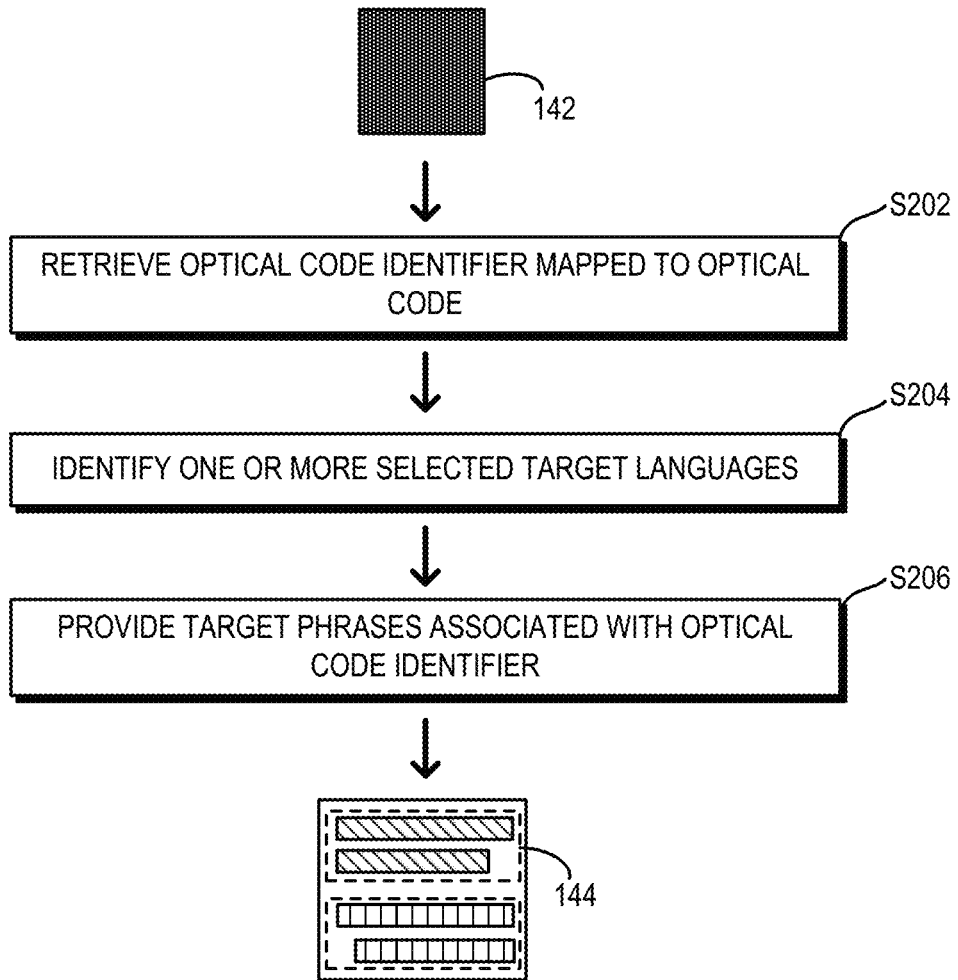 142
S202
RETRIEVE OPTICAL CODE IDENTIFIER MAPPED TO OPTICAL
CODE
S204
IDENTIFY ONE OR MORE SELECTED TARGET LANGUAGES
S206
PROVIDE TARGET PHRASES ASSOCIATED WITH OPTICAL
CODE IDENTIFIER
144